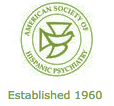 AMERICAN SOCIETY OF
HISPANIC PSYCHIATRY
Established 1960